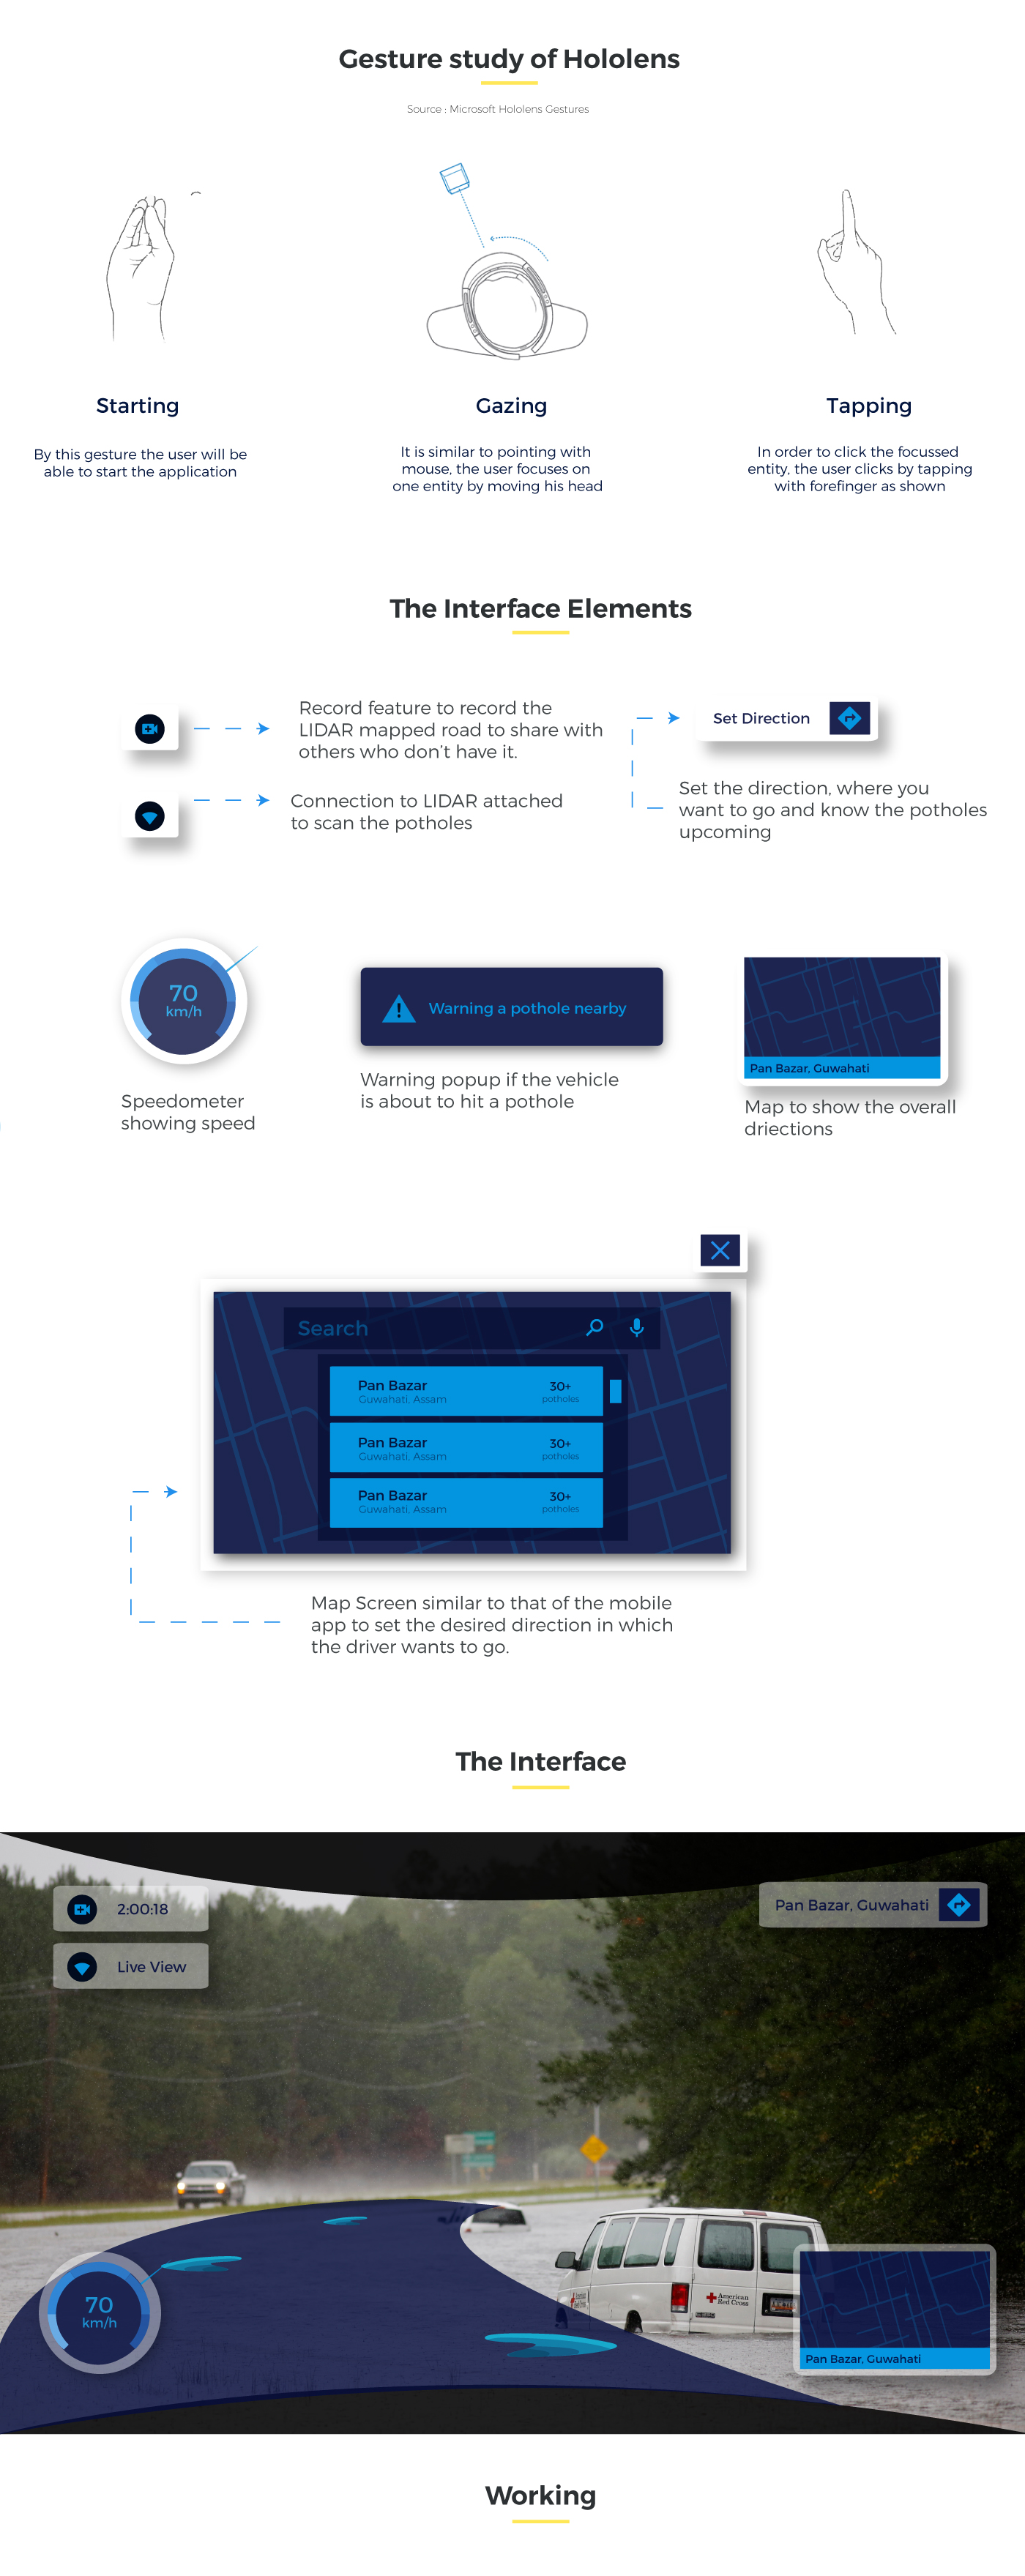 Gesture study of Hololens
Source : Microsoft Hololens Gestures
Starting
By this gesture the user will be
able to start the application
Gazing
It is similar to pointing with
mouse, the user focuses on
one entity by moving his head
Tapping
In order to click the focussed
entity, the user clicks by tapping
with forefinger as shown
The Interface Elements
Record feature to record the
LIDAR mapped road to share with
others who don't have it.
Connection to LIDAR attached
to scan the potholes
Set Direction
Set the direction, where you
want to go and know the potholes
upcoming
70
km/h
Speedometer
showing speed
Warning a pothole nearby
Warning popup if the vehicle
is about to hit a pothole
Pan Bazar, Guwahati
Map to show the overall
driections
Search
Pan Bazar
Guwahati, Assam
30+
potholes
Pan Bazar
Guwahati, Assam
30+
potholes
Pan Bazar
Guwahati, Assam
30+
potholes
Map Screen similar to that of the mobile
app to set the desired direction in which
the driver wants to go.
The Interface
2:00:18
Live View
Pan Bazar, Guwahati
70
km/h
American
Red Cross
Pan Bazar, Guwahati
Working